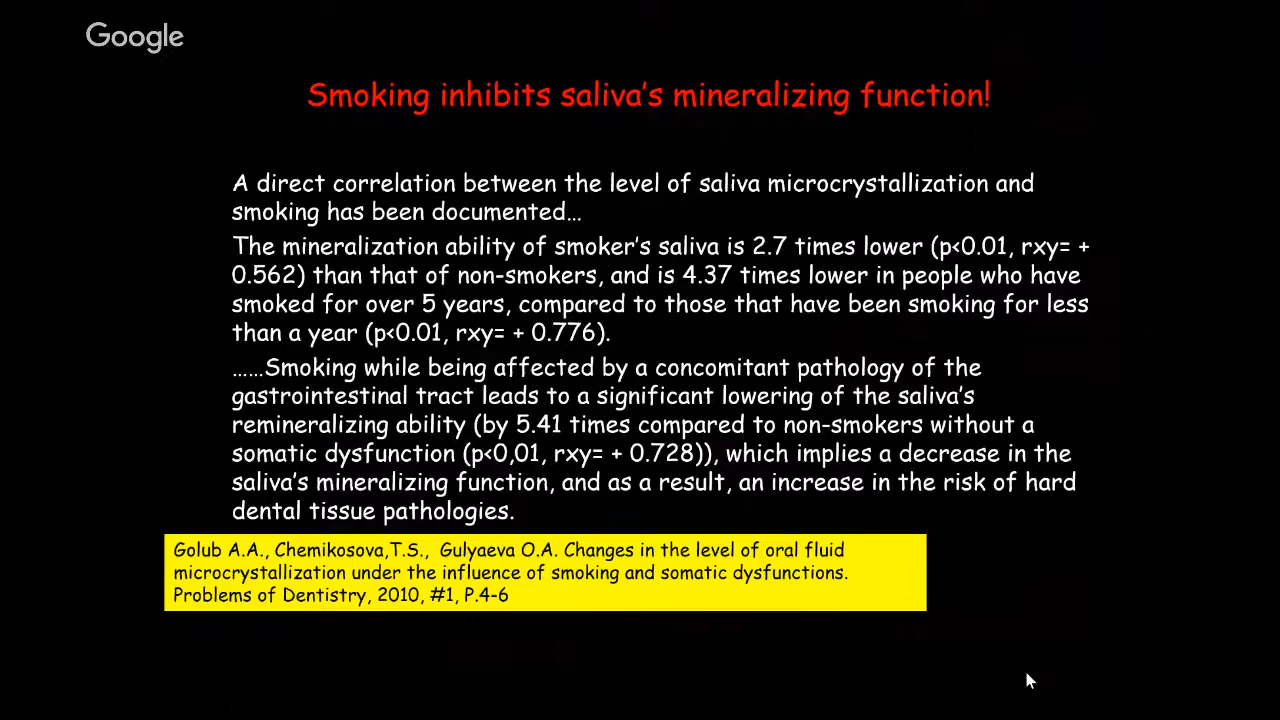 Google
Smoking inhibits saliva's mineralizing function!
A direct correlation between the level of saliva microcrystallization and
smoking has been documented...
The mineralization ability of smoker's saliva is 2.7 times lower (p<0.01, rxy= +
0.562) than that of non-smokers, and is 4.37 times lower in people who have
smoked for over 5 years, compared to those that have been smoking for less
than a year (p<0.01, rxy= + 0.776).
......Smoking while being affected by a concomitant pathology of the
gastrointestinal tract leads to a significant lowering of the saliva's
remineralizing ability (by 5.41 times compared to non-smokers without a
somatic dysfunction (p<0,01, rxy= + 0.728)), which implies a decrease in the
saliva's mineralizing function, and as a result, an increase in the risk of hard
dental tissue pathologies.
Golub A.A., Chemikosova,T.S., Gulyaeva O.A. Changes in the level of oral fluid
microcrystallization under the influence of smoking and somatic dysfunctions.
Problems of Dentistry, 2010, #1, P.4-6